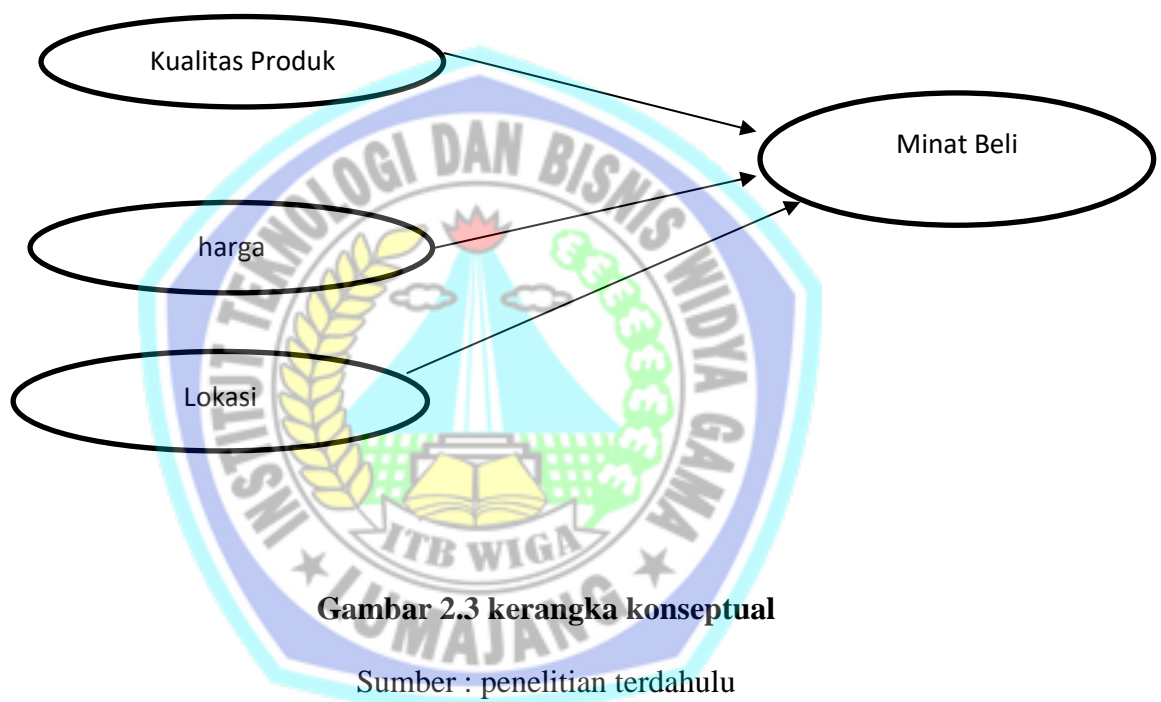 Kualitas Produk
Minat Beli
harga
Lokasi
INSTITUT TEKNOLOGI DAN BISNIS WIDYA GAMA
ITB WIGA
LUMAJANG
Gambar 2.3 kerangka konseptual
Sumber : penelitian terdahulu